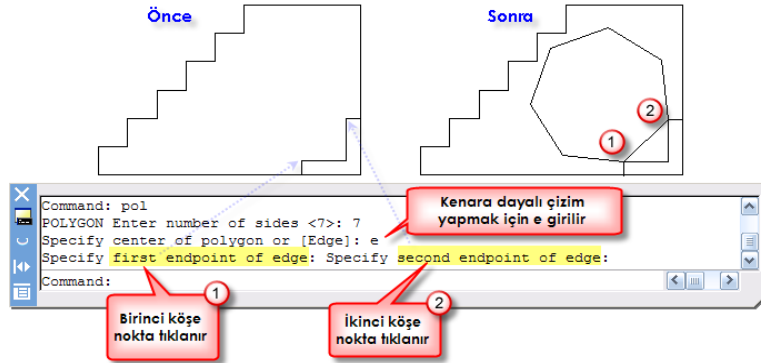 Önce
Sonra
1
2
Command: pol
POLYGON Enter number of sides <7>: 7
Specify center of polygon or [Edge]: e
Specify first endpoint of edge: Specify second endpoint of edge:
Command:
Kenara dayalı çizim
yapmak için e girilir
1
Birinci köşe
nokta tıklanır
2
İkinci köşe
nokta tıklanır